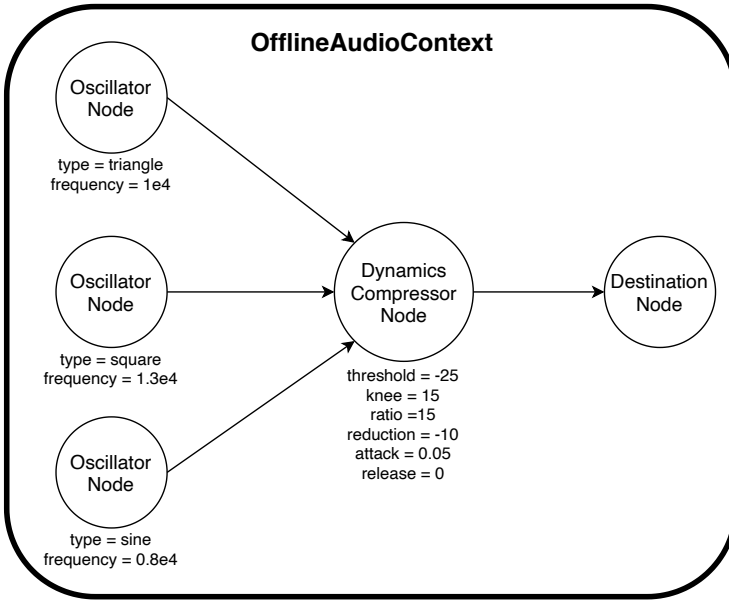 OfflineAudioContext
Oscillator
Node
type = triangle
frequency = 1e4
Oscillator
Node
type = square
frequency = 1.3e4
Oscillator
Node
type = sine
frequency = 0.8e4
Dynamics
Compressor
Node
threshold = -25
knee = 15
ratio =15
reduction = -10
attack = 0.05
release = 0
Destination
Node